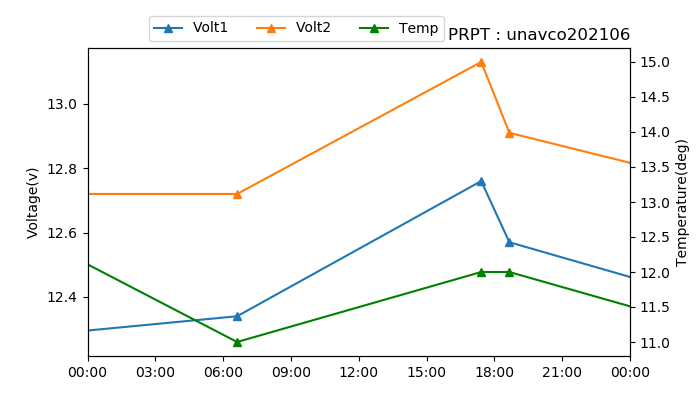 Volt1 Volt2 Temp
PRPT : unavco202106
Voltage(v)
13.0
12.8
12.6
12.4
15.0
14.5
14.0
13.5
13.0
12.5
12.0
11.5
11.0
Temperature(deg)
00:00 03:00 06:00 09:00 12:00 15:00 18:00 21:00 00:00